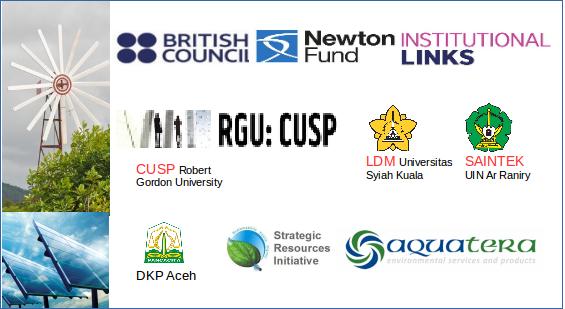 BRITISH
COUNCIL
Newton
Fund
INSTITUTIONAL
LINKS
RGU: CUSP
CUSP Robert
Gordon University
LDM Universitas
Syiah Kuala
SAINTEK
UIN Ar Raniry
PANCACITA
DKP Aceh
Strategic
Resources
Initiative
aquatera
environmental services and products